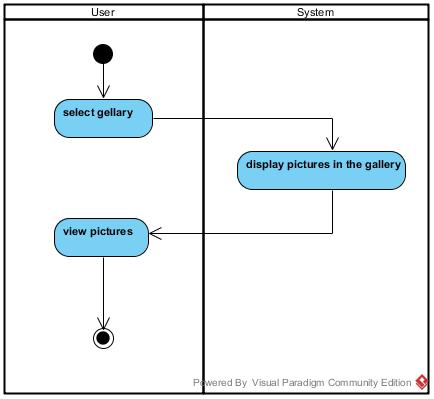 User
System
select gellary
display pictures in the gallery
view pictures
Powered By Visual Paradigm Community Edition